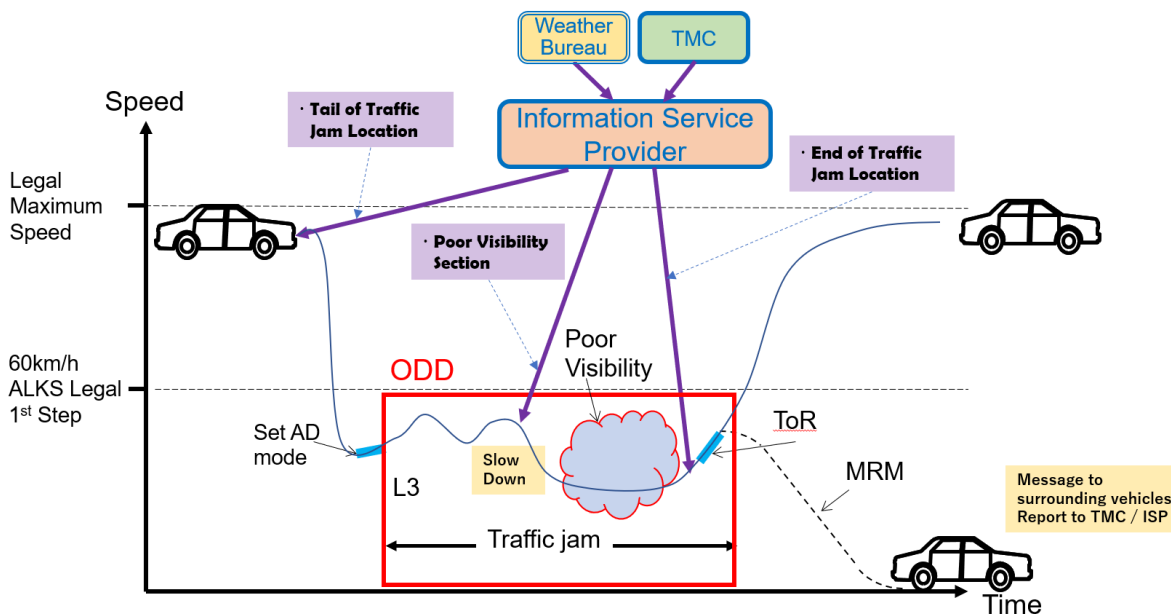 Weather
Bureau
TMC
Speed
· Tail of Traffic
Jam Location
Information Service
Provider
· End of Traffic
Jam Location
Legal
Maximum
Speed
· Poor Visibility
Section
60km/h
ALKS Legal
1st Step
ODD
Poor
Visibility
Set AD
mode
Slow
Down
L3
ToR
MRM
Traffic jam
Message to
surrounding vehicles
Report to TMC / ISP
Time